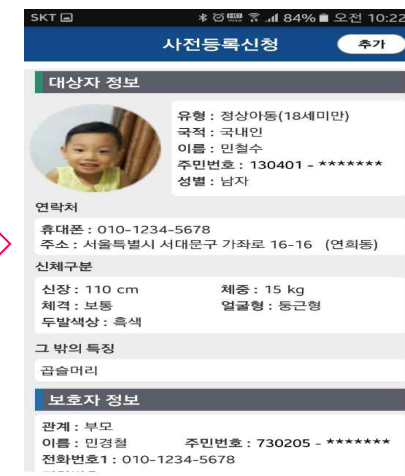 SKT 84% 오전 10:22
사전등록신청 추가
대상자 정보
유형 : 정상아동(18세미만)
국적 : 국내인
이름 : 민철수
주민번호 : 130401 - *******
성별 : 남자
연락처
휴대폰 : 010-1234-5678
주소 : 서울특별시 서대문구 가좌로 16-16 (연희동)
신체구분
신장 : 110 cm 체중 : 15 kg
체격 : 보통 얼굴형 : 둥근형
두발색상 : 흑색
그 밖의 특징
곱슬머리
보호자 정보
관계 : 부모
이름 : 민경철 주민번호 : 730205 - *******
전화번호1 : 010-1234-5678